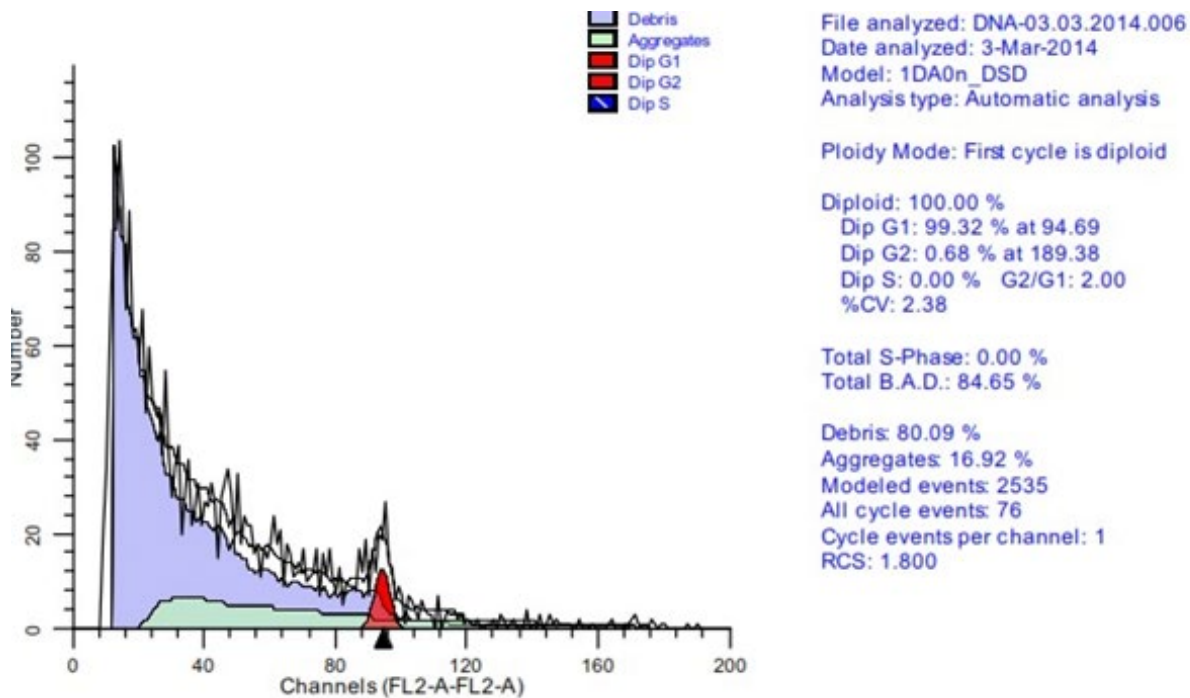 Debris
Aggregates
Dip G1
Dip G2
Dip S
File analyzed: DNA-03.03.2014.006
Date analyzed: 3-Mar-2014
Model: 1DA0n_DSD
Analysis type: Automatic analysis
Ploidy Mode: First cycle is diploid
Diploid: 100.00 %
Dip G1: 99.32 % at 94.69
Dip G2: 0.68 % at 189.38
Dip S: 0.00 % G2/G1: 2.00
%CV: 2.38
Total S-Phase: 0.00 %
Total B.A.D.: 84.65 %
Debris: 80.09 %
Aggregates: 16.92 %
Modeled events: 2535
All cycle events: 76
Cycle events per channel: 1
RCS: 1.800
Number
100
80
60
40
20
0
0 40 80 120 160 200
Channels (FL2-A-FL2-A)